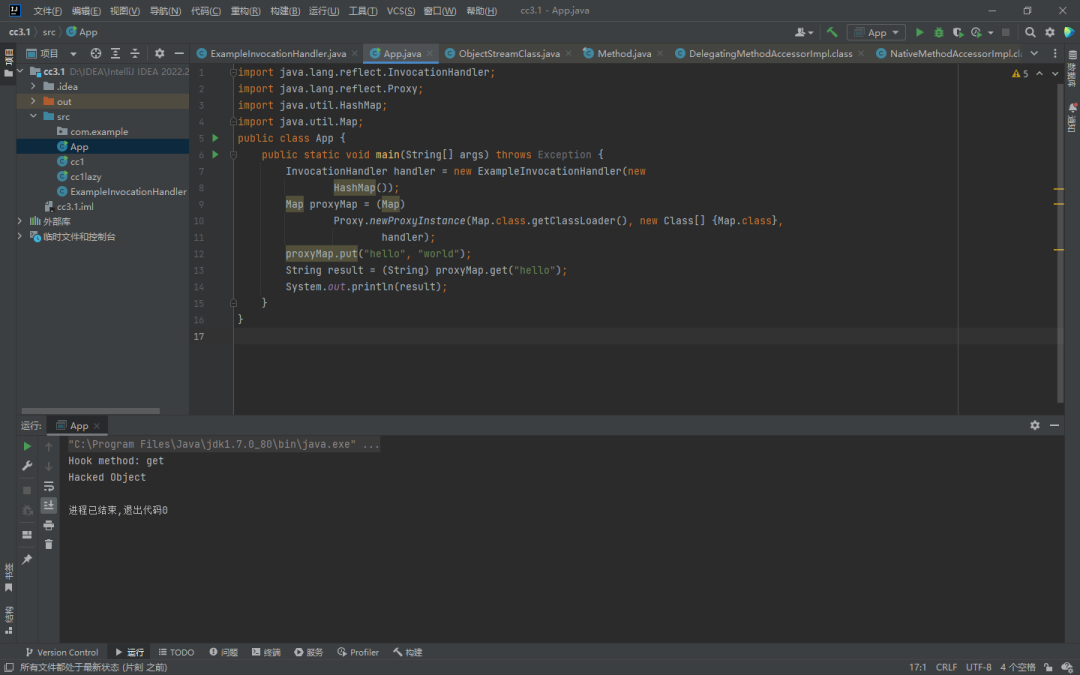 文件(F) 编辑(E) 视图(V) 导航(N) 代码(C) 重构(R) 构建(B) 运行(U) 工具(T) VCS(S) 窗口(W) 帮助(H) cc3.1 - App.java
cc3.1 src App App
项目 ExampleInvocationHandler.java App.java ObjectStreamClass.java Method.java DelegatingMethodAccessorImpl.class NativeMethodAccessorImpl.cl
项目
cc3.1 D:\IDEA\IntelliJ IDEA 2022.2
.idea
out
src
com.example
App
cc1
cc1lazy
ExampleInvocationHandler
cc3.1.iml
外部库
临时文件和控制台
5
1 import java.lang.reflect.InvocationHandler;
2 import java.lang.reflect.Proxy;
3 import java.util.HashMap;
4 import java.util.Map;
5 public class App {
6 public static void main(String[] args) throws Exception {
7 InvocationHandler handler = new ExampleInvocationHandler(new
8 HashMap());
9 Map proxyMap = (Map)
10 Proxy.newProxyInstance(Map.class.getClassLoader(), new Class[] {Map.class},
11 handler);
12 proxyMap.put("hello", "world");
13 String result = (String) proxyMap.get("hello");
14 System.out.println(result);
15 }
16 }
17
数据库
通知
运行: App
"C:\Program Files\Java\jdk1.7.0_80\bin\java.exe" ...
Hook method: get
Hacked Object
进程已结束,退出代码0
书签
结构
Version Control 运行 TODO 问题 终端 服务 Profiler 构建
所有文件都处于最新状态 (片刻 之前) 17:1 CRLF UTF-8 4 个空格